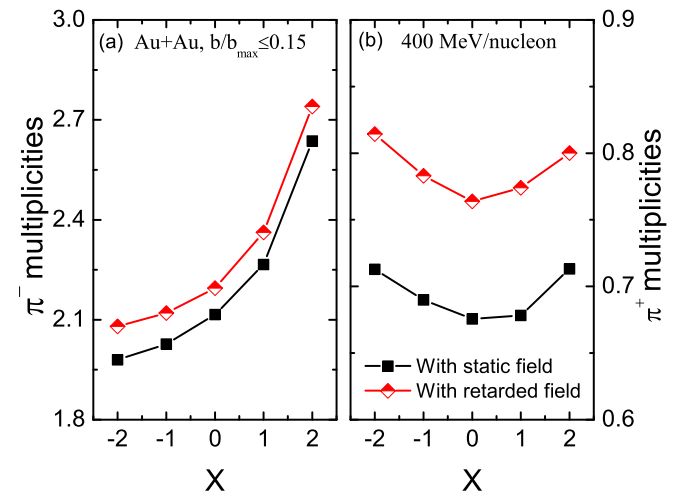 3.0
2.7
2.4
2.1
1.8
π⁻ multiplicities
(a) Au+Au, b/b_max≤0.15
-2 -1 0 1 2
X
(b) 400 MeV/nucleon
With static field
With retarded field
-2 -1 0 1 2
X
0.9
0.8
0.7
0.6
π⁺ multiplicities